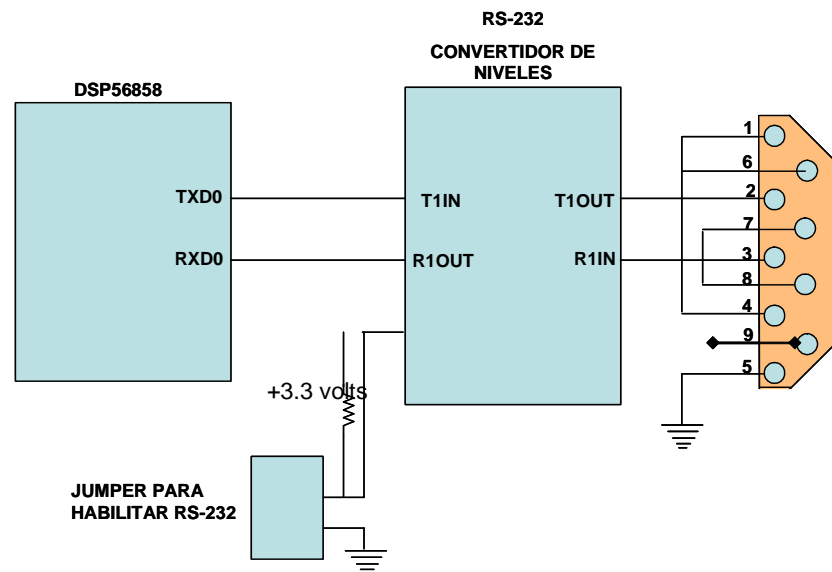 RS-232
CONVERTIDOR DE
NIVELES
DSP56858
TXD0
RXD0
T1IN
R1OUT
T1OUT
R1IN
1
6
2
7
3
8
4
9
5
+3.3 volts
JUMPER PARA
HABILITAR RS-232